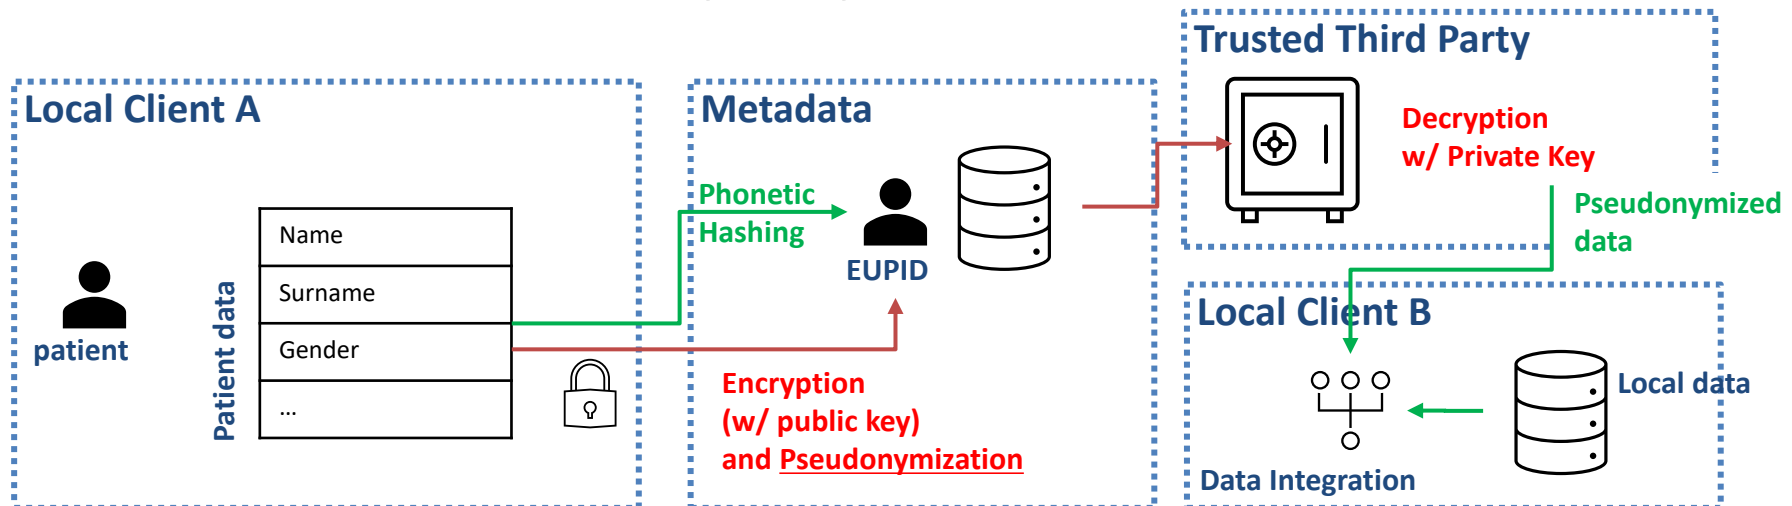 Local Client A
patient
Patient data
Name
Surname
Gender
...
Metadata
Phonetic
Hashing
EUPID
Encryption
(w/ public key)
and Pseudonymization
Trusted Third Party
Decryption
w/ Private Key
Pseudonymized
data
Local Client B
Local data
Data Integration